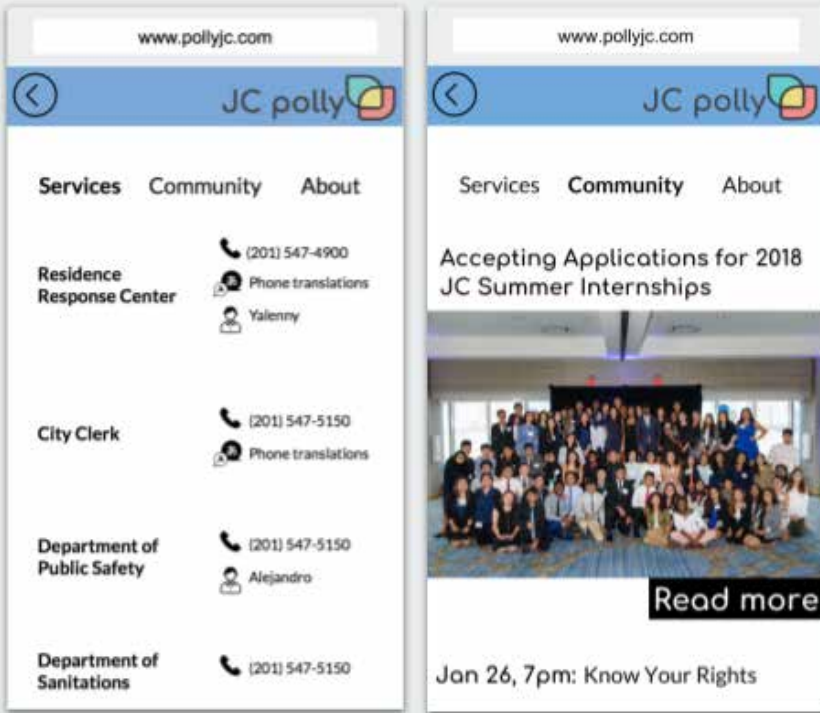 www.pollyjc.com
JC polly
Services Community About
Residence
Response Center
(201) 547-4900
Phone translations
Yalenny
City Clerk
(201) 547-5150
Phone translations
Department of
Public Safety
(201) 547-5150
Alejandro
Department of
Sanitations
(201) 547-5150
www.pollyjc.com
JC polly
Services Community About
Accepting Applications for 2018
JC Summer Internships
Read more
Jan 26, 7pm: Know Your Rights